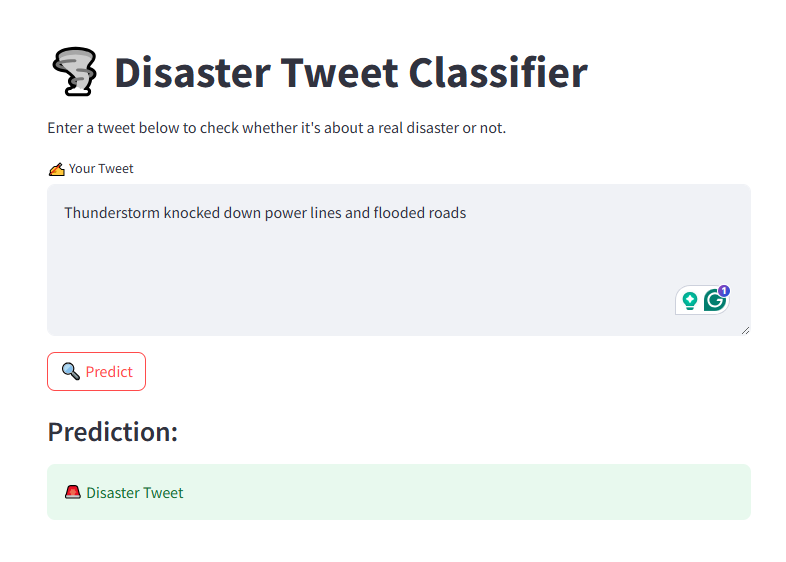 Disaster Tweet Classifier
Enter a tweet below to check whether it's about a real disaster or not.
Your Tweet
Thunderstorm knocked down power lines and flooded roads
1
Predict
Prediction:
Disaster Tweet